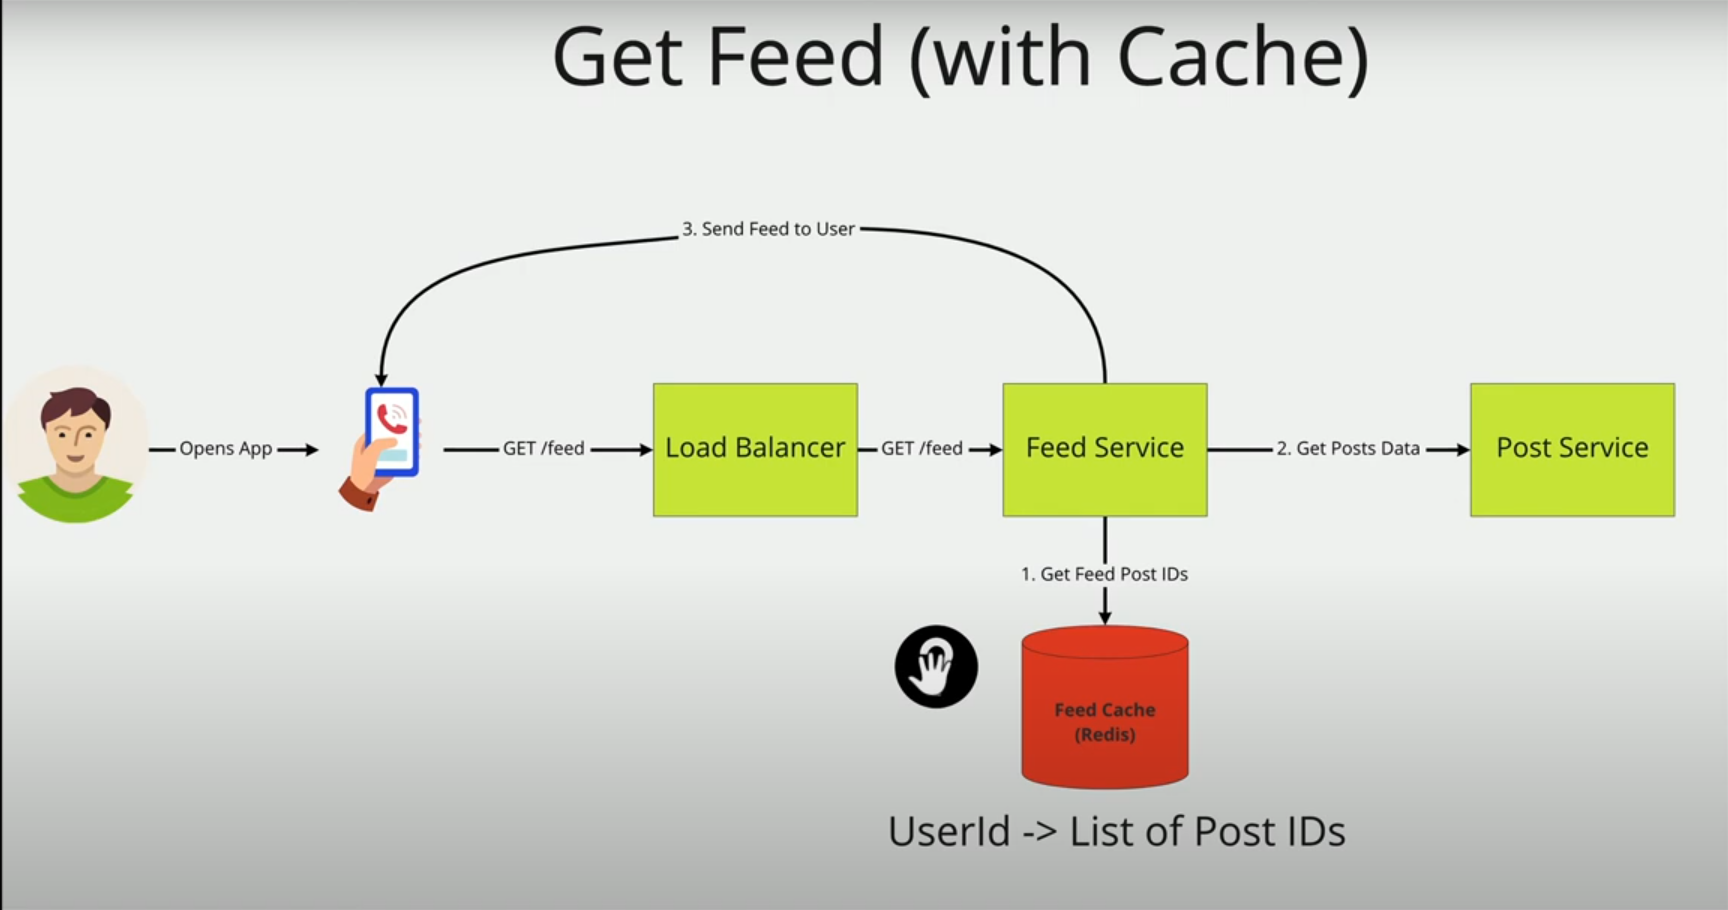 Get Feed (with Cache)
3. Send Feed to User
Opens App
GET /feed
Load Balancer
GET /feed
Feed Service
2. Get Posts Data
Post Service
1. Get Feed Post IDs
Feed Cache
(Redis)
UserId -> List of Post IDs